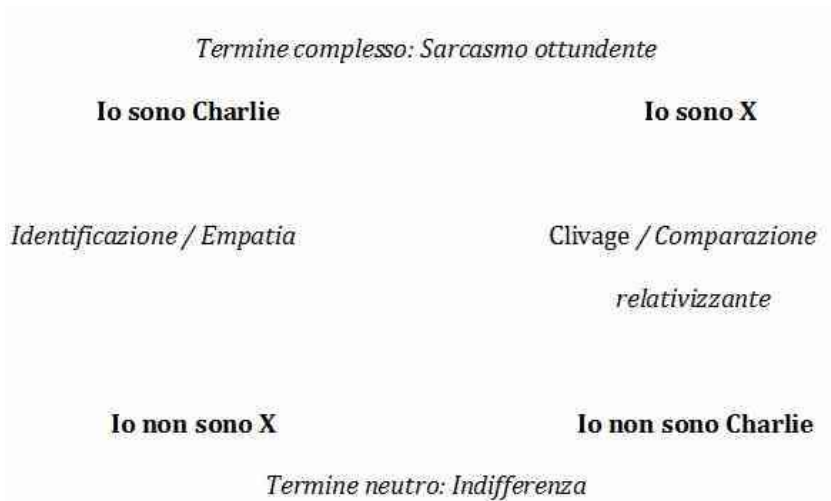 Termine complesso: Sarcasmo ottundente
Io sono Charlie Io sono X
Identificazione / Empatia Clivage / Comparazione
relativizzante
Io non sono X Io non sono Charlie
Termine neutro: Indifferenza